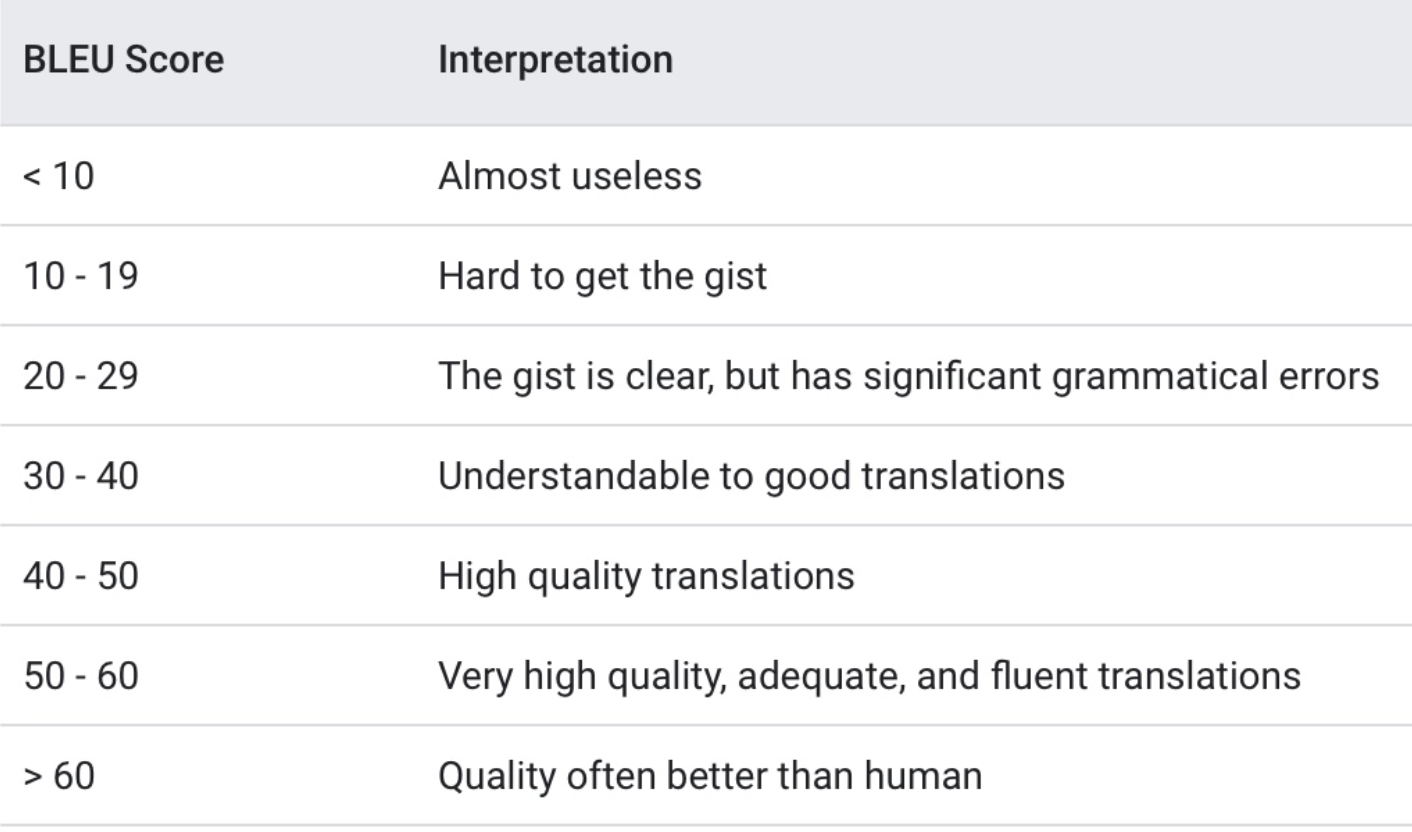 BLEU Score Interpretation
< 10 Almost useless
10 - 19 Hard to get the gist
20 - 29 The gist is clear, but has significant grammatical errors
30 - 40 Understandable to good translations
40 - 50 High quality translations
50 - 60 Very high quality, adequate, and fluent translations
> 60 Quality often better than human